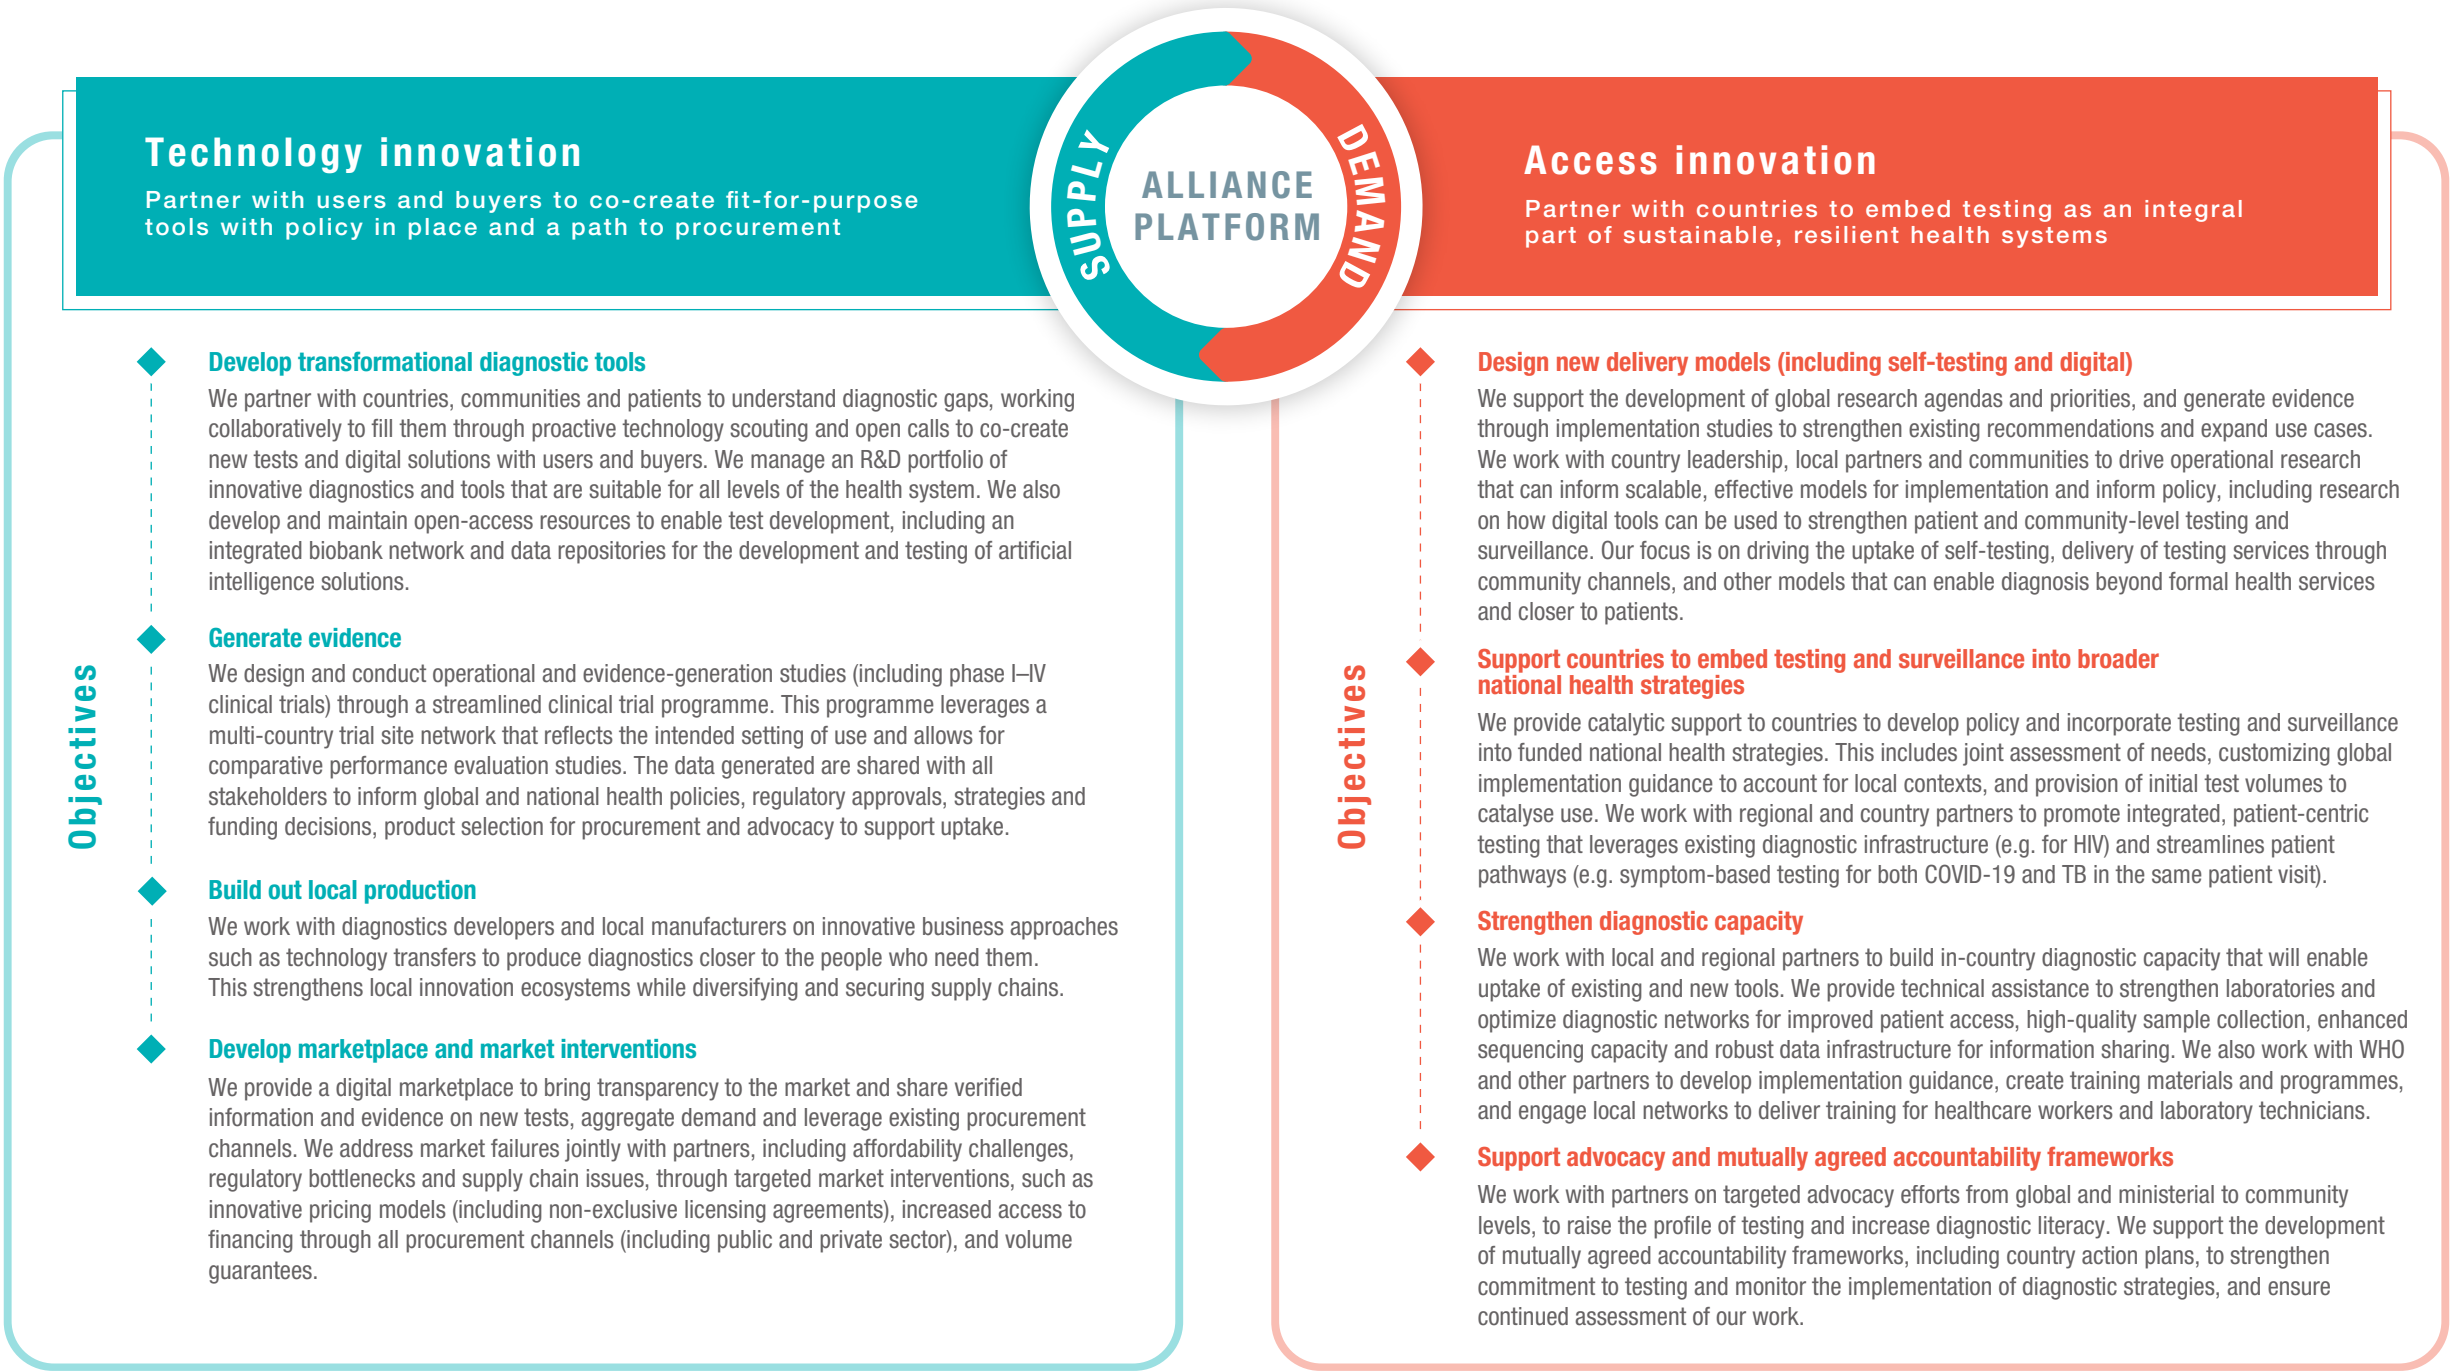 Technology innovation
Partner with users and buyers to co-create fit-for-purpose
tools with policy in place and a path to procurement
SUPPLY
ALLIANCE
PLATFORM
DEMAND
Access innovation
Partner with countries to embed testing as an integral
part of sustainable, resilient health systems
Objectives
Develop transformational diagnostic tools
We partner with countries, communities and patients to understand diagnostic gaps, working
collaboratively to fill them through proactive technology scouting and open calls to co-create
new tests and digital solutions with users and buyers. We manage an R&D portfolio of
innovative diagnostics and tools that are suitable for all levels of the health system. We also
develop and maintain open-access resources to enable test development, including an
integrated biobank network and data repositories for the development and testing of artificial
intelligence solutions.
Generate evidence
We design and conduct operational and evidence-generation studies (including phase I–IV
clinical trials) through a streamlined clinical trial programme. This programme leverages a
multi-country trial site network that reflects the intended setting of use and allows for
comparative performance evaluation studies. The data generated are shared with all
stakeholders to inform global and national health policies, regulatory approvals, strategies and
funding decisions, product selection for procurement and advocacy to support uptake.
Build out local production
We work with diagnostics developers and local manufacturers on innovative business approaches
such as technology transfers to produce diagnostics closer to the people who need them.
This strengthens local innovation ecosystems while diversifying and securing supply chains.
Develop marketplace and market interventions
We provide a digital marketplace to bring transparency to the market and share verified
information and evidence on new tests, aggregate demand and leverage existing procurement
channels. We address market failures jointly with partners, including affordability challenges,
regulatory bottlenecks and supply chain issues, through targeted market interventions, such as
innovative pricing models (including non-exclusive licensing agreements), increased access to
financing through all procurement channels (including public and private sector), and volume
guarantees.
Objectives
Design new delivery models (including self-testing and digital)
We support the development of global research agendas and priorities, and generate evidence
through implementation studies to strengthen existing recommendations and expand use cases.
We work with country leadership, local partners and communities to drive operational research
that can inform scalable, effective models for implementation and inform policy, including research
on how digital tools can be used to strengthen patient and community-level testing and
surveillance. Our focus is on driving the uptake of self-testing, delivery of testing services through
community channels, and other models that can enable diagnosis beyond formal health services
and closer to patients.
Support countries to embed testing and surveillance into broader
national health strategies
We provide catalytic support to countries to develop policy and incorporate testing and surveillance
into funded national health strategies. This includes joint assessment of needs, customizing global
implementation guidance to account for local contexts, and provision of initial test volumes to
catalyse use. We work with regional and country partners to promote integrated, patient-centric
testing that leverages existing diagnostic infrastructure (e.g. for HIV) and streamlines patient
pathways (e.g. symptom-based testing for both COVID-19 and TB in the same patient visit).
Strengthen diagnostic capacity
We work with local and regional partners to build in-country diagnostic capacity that will enable
uptake of existing and new tools. We provide technical assistance to strengthen laboratories and
optimize diagnostic networks for improved patient access, high-quality sample collection, enhanced
sequencing capacity and robust data infrastructure for information sharing. We also work with WHO
and other partners to develop implementation guidance, create training materials and programmes,
and engage local networks to deliver training for healthcare workers and laboratory technicians.
Support advocacy and mutually agreed accountability frameworks
We work with partners on targeted advocacy efforts from global and ministerial to community
levels, to raise the profile of testing and increase diagnostic literacy. We support the development
of mutually agreed accountability frameworks, including country action plans, to strengthen
commitment to testing and monitor the implementation of diagnostic strategies, and ensure
continued assessment of our work.